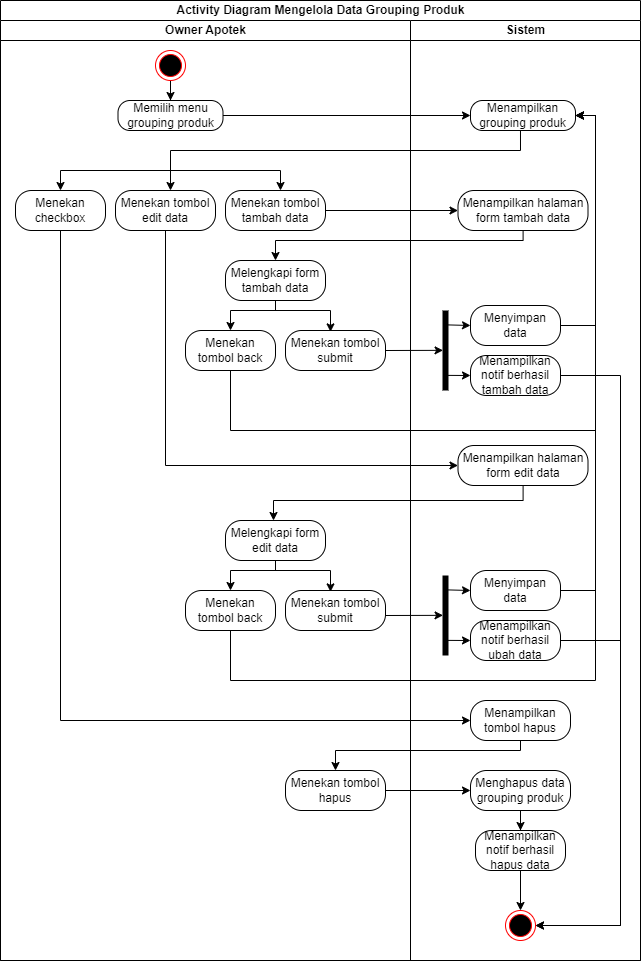 Activity Diagram Mengelola Data Grouping Produk
Owner Apotek
Sistem
Memilih menu
grouping produk
Menampilkan
grouping produk
Menekan
checkbox
Menekan tombol
edit data
Menekan tombol
tambah data
Menampilkan halaman
form tambah data
Melengkapi form
tambah data
Menekan
tombol back
Menekan tombol
submit
Menyimpan
data
Menampilkan
notif berhasil
tambah data
Menampilkan halaman
form edit data
Melengkapi form
edit data
Menekan
tombol back
Menekan tombol
submit
Menyimpan
data
Menampilkan
notif berhasil
ubah data
Menampilkan
tombol hapus
Menekan tombol
hapus
Menghapus data
grouping produk
Menampilkan
notif berhasil
hapus data